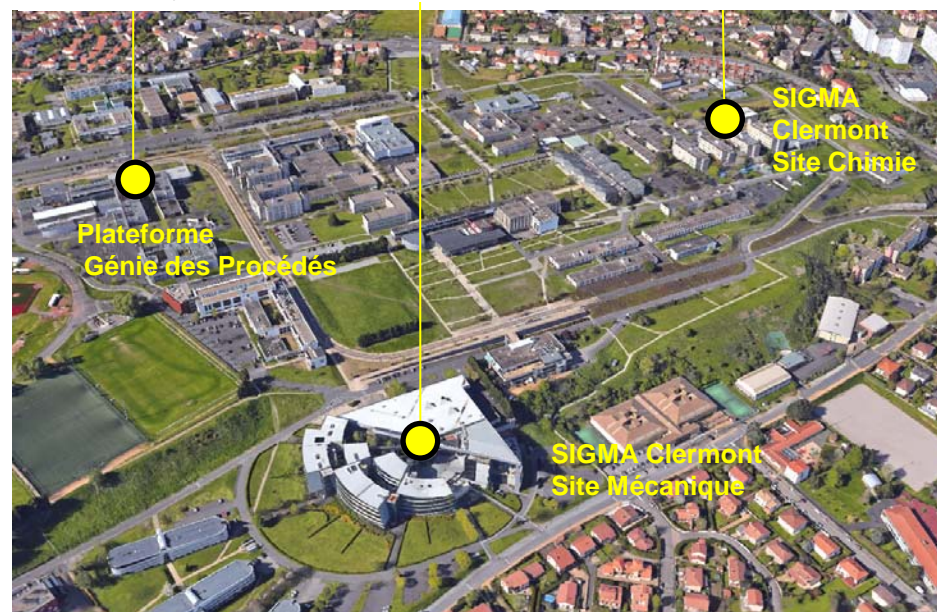 SIGMA
Clermont
Site Chimie
Plateforme
Génie des Procédés
SIGMA Clermont
Site Mécanique